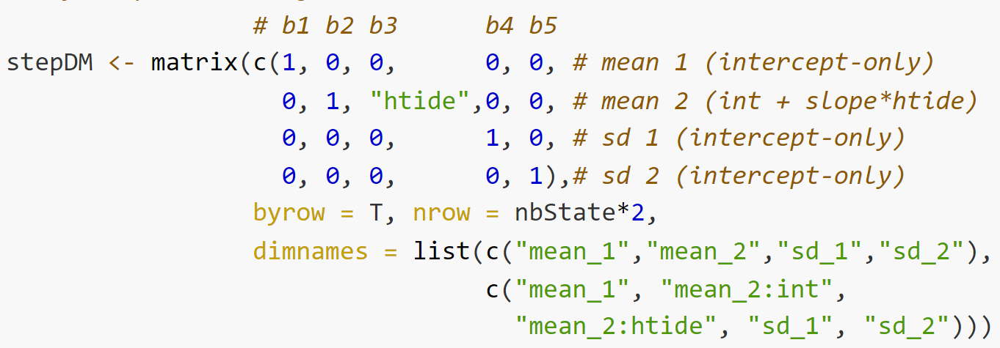 # b1 b2 b3      b4 b5
stepDM <- matrix(c(1, 0, 0,      0, 0, # mean 1 (intercept-only)
                   0, 1, "htide",0, 0, # mean 2 (int + slope*htide)
                   0, 0, 0,      1, 0, # sd 1 (intercept-only)
                   0, 0, 0,      0, 1),# sd 2 (intercept-only)
                 byrow = T, nrow = nbState*2,
                 dimnames = list(c("mean_1","mean_2","sd_1","sd_2"),
                                 c("mean_1", "mean_2:int",
                                   "mean_2:htide", "sd_1", "sd_2")))